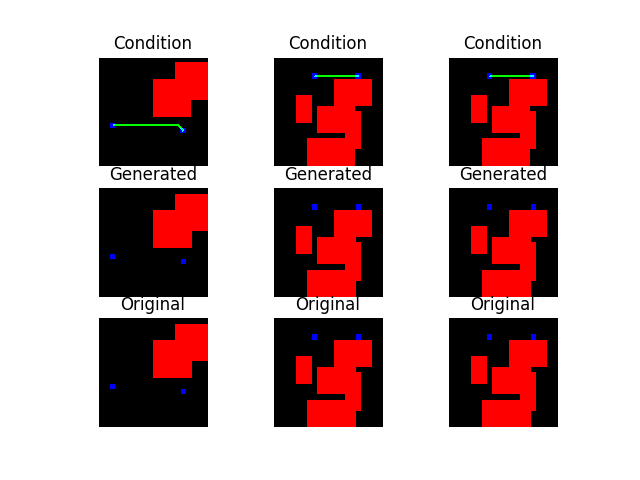 Condition Condition Condition
Generated Generated Generated
Original Original Original